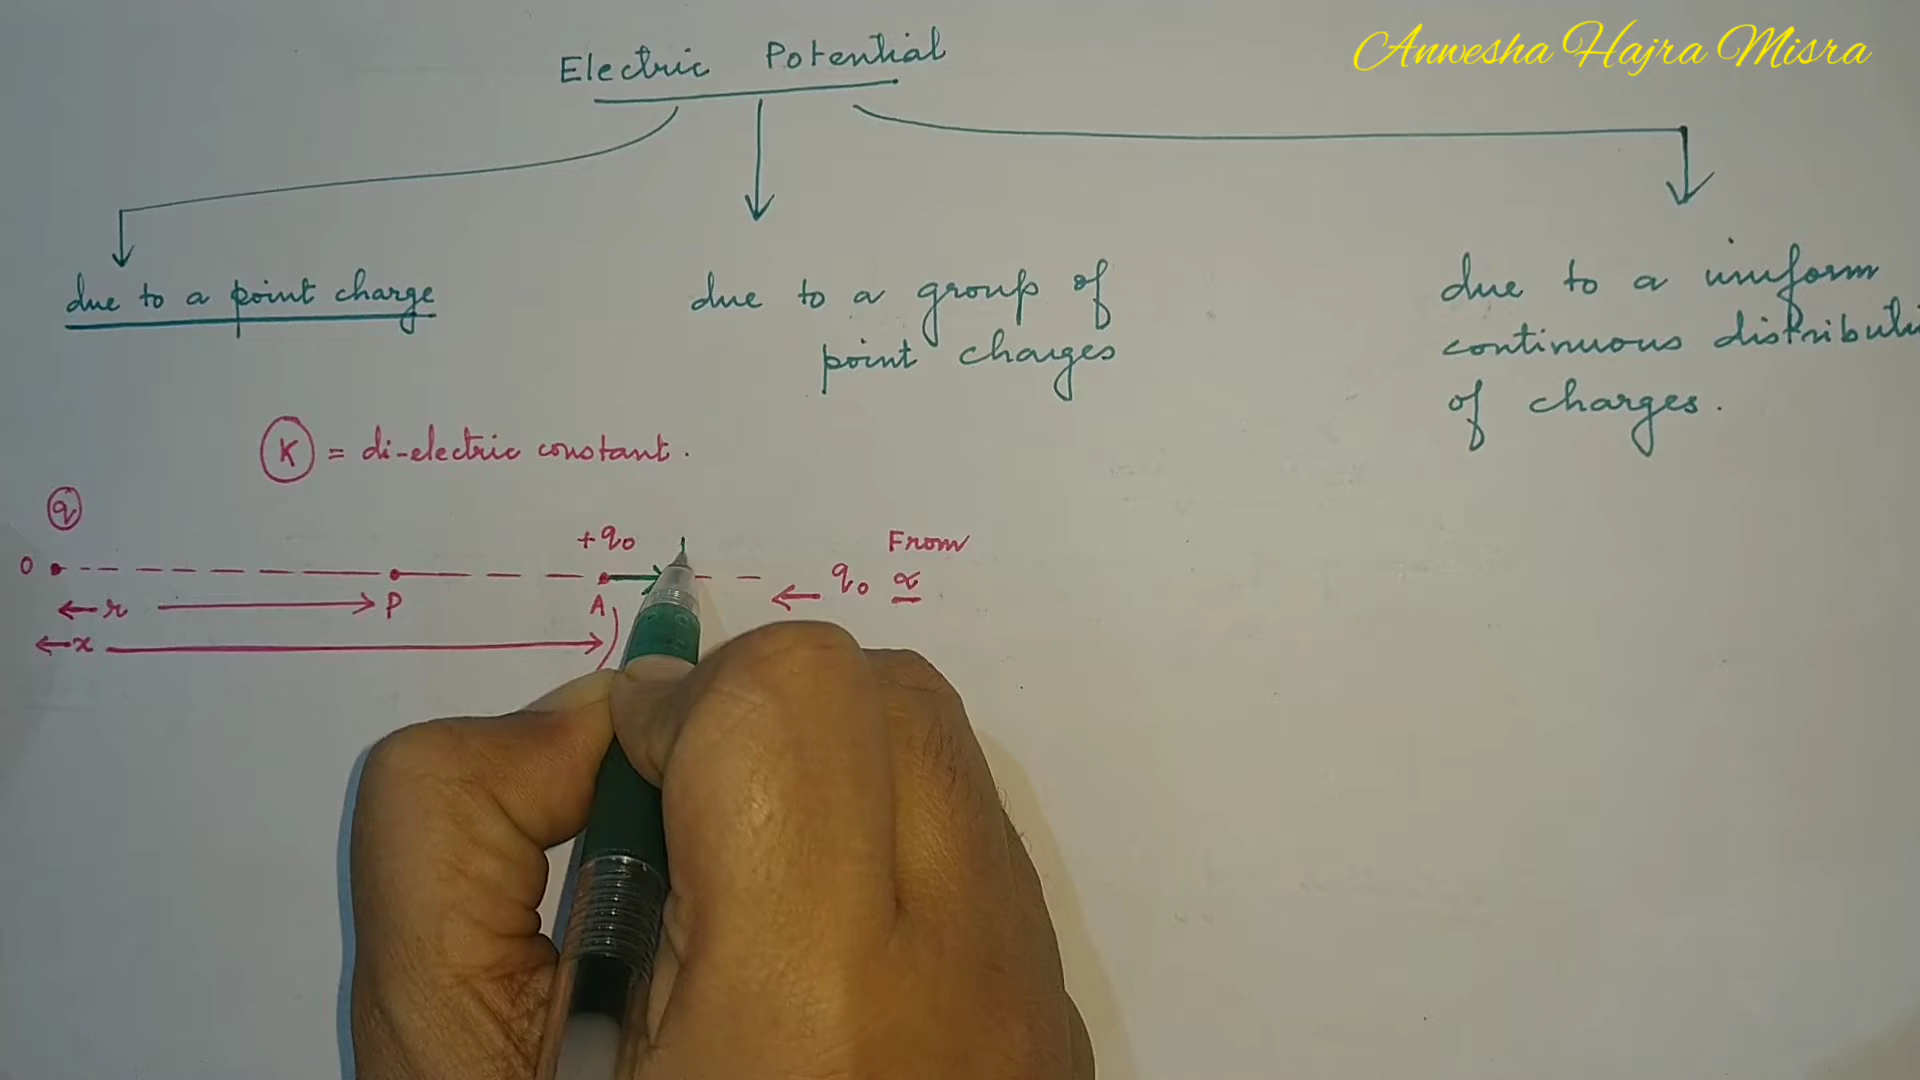 Anwesha Hajra Misra
Electric Potential
due to a point charge
due to a group of
point charges
due to a uniform
continuous distributi
of charges.
K = di-electric constant.
q
+q₀
From
O
q₀ ∝
← r → P
A
← x →